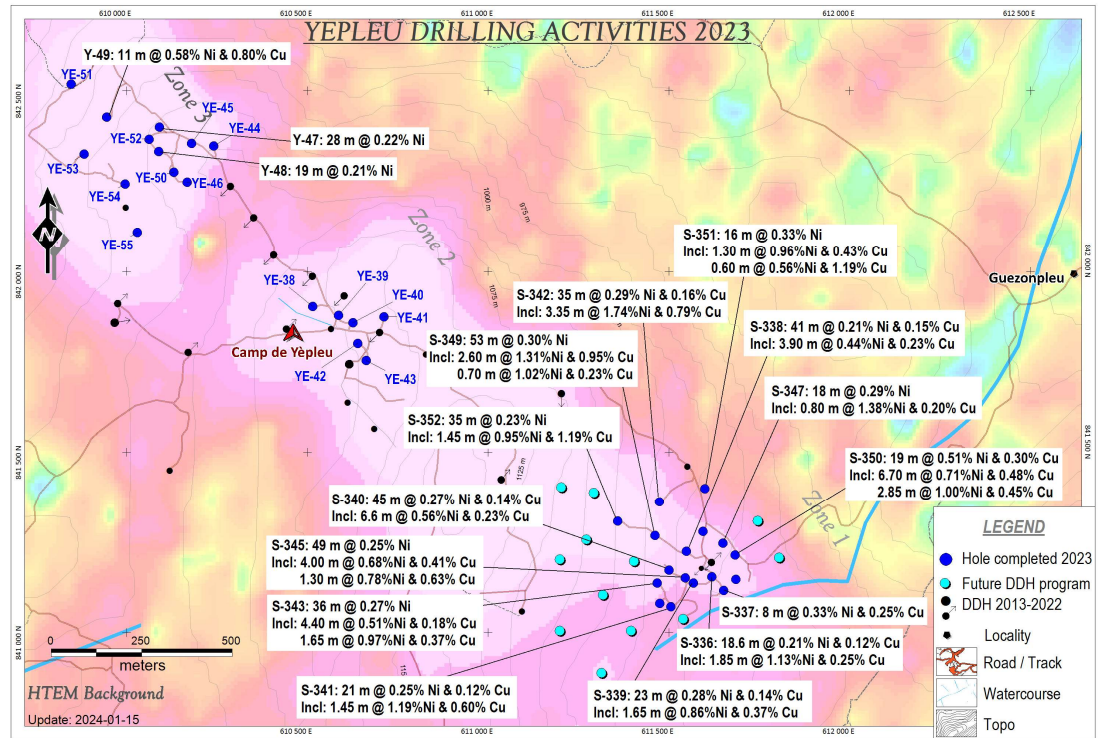 610 000 E
610 500 E
611 000 E
611 500 E
612 000 E
612 500 E
YEPLEU DRILLING ACTIVITIES 2023
Y-49: 11 m @ 0.58% Ni & 0.80% Cu
YE-51
Zone 3
842 500 N
YE-45
YE-44
YE-52
Y-47: 28 m @ 0.22% Ni
YE-53
YE-50
YE-46
Y-48: 19 m @ 0.21% Ni
YE-54
YE-55
N
1000 m
975 m
Zone 2
S-351: 16 m @ 0.33% Ni
Incl: 1.30 m @ 0.96%Ni & 0.43% Cu
0.60 m @ 0.56%Ni & 1.19% Cu
842 000 N
842 000 N
Guezonpleu
YE-38
YE-39
YE-40
YE-41
1075 m
S-342: 35 m @ 0.29% Ni & 0.16% Cu
Incl: 3.35 m @ 1.74%Ni & 0.79% Cu
S-338: 41 m @ 0.21% Ni & 0.15% Cu
Incl: 3.90 m @ 0.44%Ni & 0.23% Cu
Camp de Yèpleu
YE-42
YE-43
S-349: 53 m @ 0.30% Ni
Incl: 2.60 m @ 1.31%Ni & 0.95% Cu
0.70 m @ 1.02%Ni & 0.23% Cu
S-347: 18 m @ 0.29% Ni
Incl: 0.80 m @ 1.38%Ni & 0.20% Cu
S-352: 35 m @ 0.23% Ni
Incl: 1.45 m @ 0.95%Ni & 1.19% Cu
841 500 N
841 500 N
1125 m
S-350: 19 m @ 0.51% Ni & 0.30% Cu
Incl: 6.70 m @ 0.71%Ni & 0.48% Cu
2.85 m @ 1.00%Ni & 0.45% Cu
S-340: 45 m @ 0.27% Ni & 0.14% Cu
Incl: 6.6 m @ 0.56%Ni & 0.23% Cu
Zone 1
S-345: 49 m @ 0.25% Ni
Incl: 4.00 m @ 0.68%Ni & 0.41% Cu
1.30 m @ 0.78%Ni & 0.63% Cu
S-343: 36 m @ 0.27% Ni
Incl: 4.40 m @ 0.51%Ni & 0.18% Cu
1.65 m @ 0.97%Ni & 0.37% Cu
S-337: 8 m @ 0.33% Ni & 0.25% Cu
S-336: 18.6 m @ 0.21% Ni & 0.12% Cu
Incl: 1.85 m @ 1.13%Ni & 0.25% Cu
S-341: 21 m @ 0.25% Ni & 0.12% Cu
Incl: 1.45 m @ 1.19%Ni & 0.60% Cu
S-339: 23 m @ 0.28% Ni & 0.14% Cu
Incl: 1.65 m @ 0.86%Ni & 0.37% Cu
841 000 N
0 250 500
meters
HTEM Background
Update: 2024-01-15
610 500 E
611 000 E
611 500 E
612 000 E
LEGEND
Hole completed 2023
Future DDH program
DDH 2013-2022
Locality
Road / Track
Watercourse
Topo